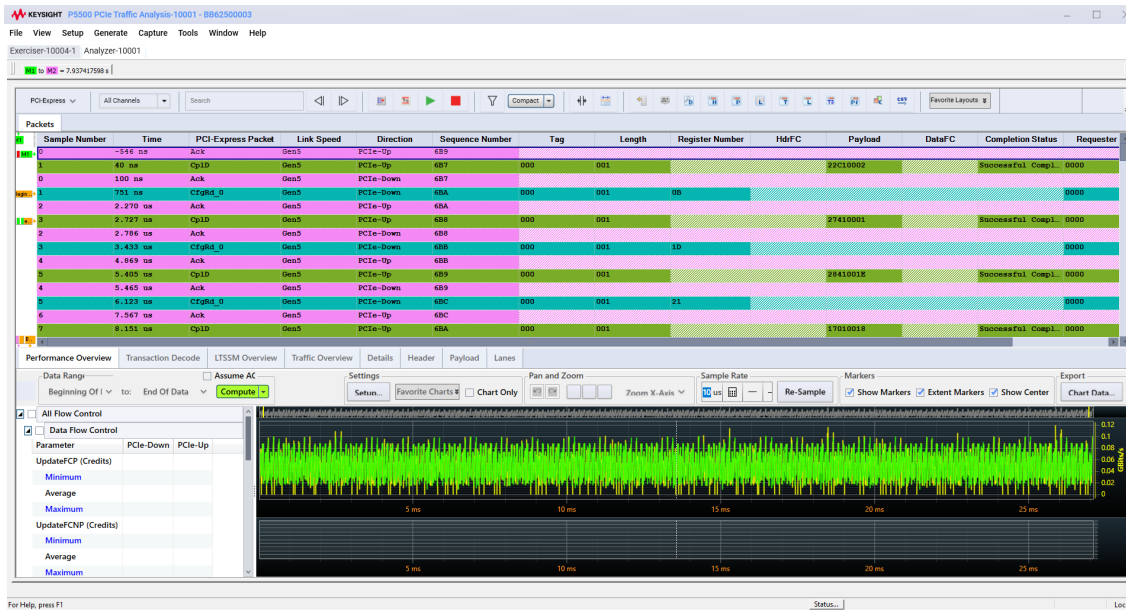 KEYSIGHT P5500 PCIe Traffic Analysis-10001 - BB62500003
File View Setup Generate Capture Tools Window Help
Exerciser-10004-1 Analyzer-10001
M1 to M2 = 7.937417598 s
PCI-Express All Channels Search Compact Favorite Layouts
Packets
Sample Number Time PCI-Express Packet Link Speed Direction Sequence Number Tag Length Register Number HdrFC Payload DataFC Completion Status Requester
M1 0 -546 ns Ack Gen5 PCIe-Up 6B9
1 40 ns CplD Gen5 PCIe-Up 6B7 000 001 22C10002 Successful Compl… 0000
0 100 ns Ack Gen5 PCIe-Down 6B7
1 751 ns CfgRd_0 Gen5 PCIe-Down 6BA 000 001 0B 0000
2 2.270 us Ack Gen5 PCIe-Up 6BA
3 2.727 us CplD Gen5 PCIe-Up 6B8 000 001 27410001 Successful Compl… 0000
2 2.786 us Ack Gen5 PCIe-Down 6B8
3 3.433 us CfgRd_0 Gen5 PCIe-Down 6BB 000 001 1D 0000
4 4.869 us Ack Gen5 PCIe-Up 6BB
5 5.405 us CplD Gen5 PCIe-Up 6B9 000 001 2841001E Successful Compl… 0000
4 5.465 us Ack Gen5 PCIe-Down 6B9
5 6.123 us CfgRd_0 Gen5 PCIe-Down 6BC 000 001 21 0000
6 7.567 us Ack Gen5 PCIe-Up 6BC
7 8.151 us CplD Gen5 PCIe-Up 6BA 000 001 17010018 Successful Compl… 0000
Performance Overview Transaction Decode LTSSM Overview Traffic Overview Details Header Payload Lanes
Data Rang Assume AC Settings Pan and Zoom Sample Rate Markers Export
Beginning Of to: End Of Data Compute Setup... Favorite Charts Chart Only Zoom X-Axis 10 us Re-Sample Show Markers Extent Markers Show Center Chart Data...
All Flow Control
Data Flow Control
Parameter PCIe-Down PCIe-Up
UpdateFCP (Credits)
Minimum
Average
Maximum
UpdateFCNP (Credits)
Minimum
Average
Maximum
0.12
0.1
0.08
0.06
0.04
0.02
0
GBits/s
5 ms 10 ms 15 ms 20 ms 25 ms
5 ms 10 ms 15 ms 20 ms 25 ms
For Help, press F1 Status... Loc